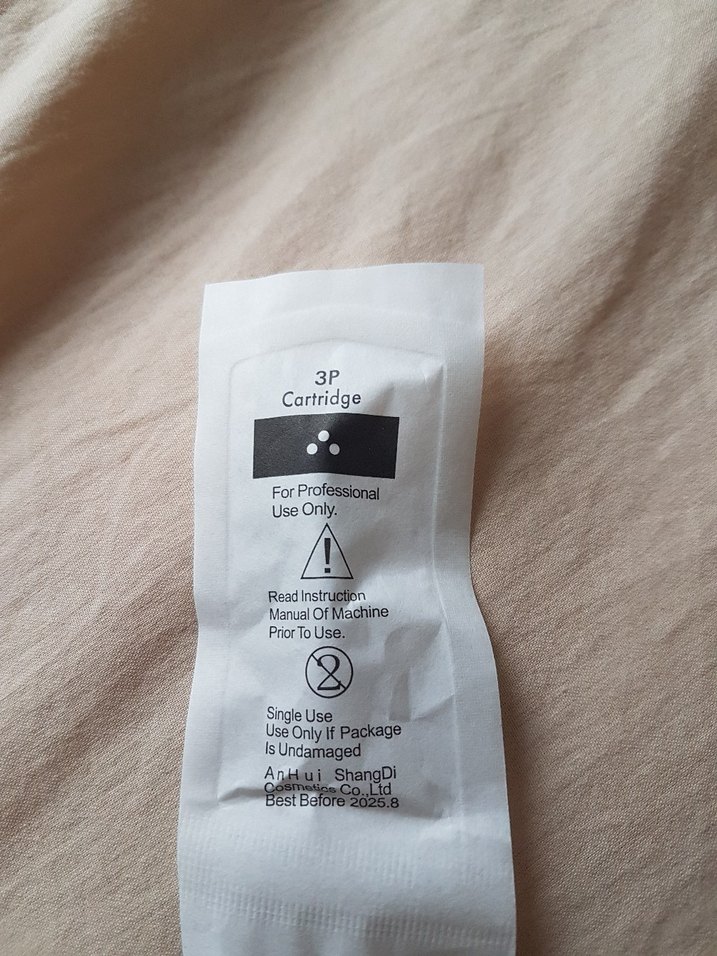 3P
Cartridge
For Professional
Use Only.
!
Read Instruction
Manual Of Machine
Prior To Use.
2
Single Use
Use Only If Package
Is Undamaged
AnHui ShangDi
Cosmetics Co.,Ltd
Best Before 2025.8